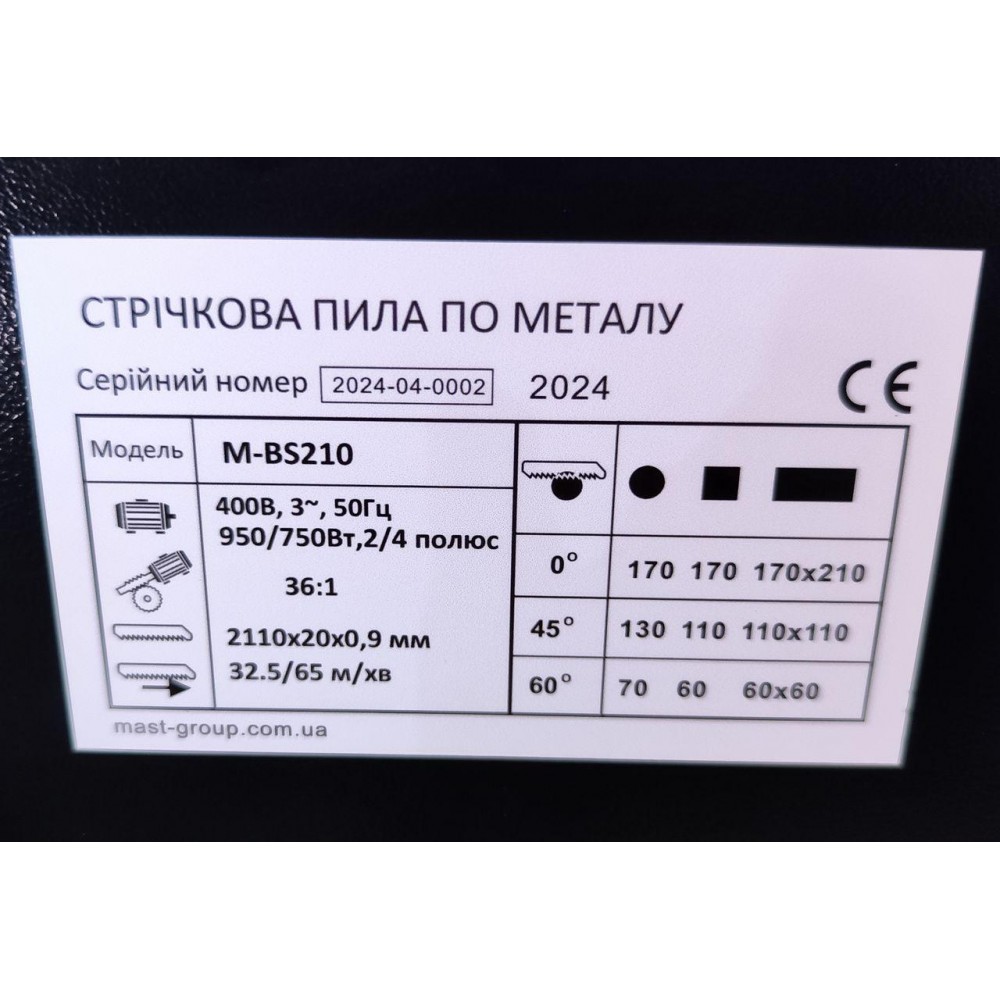 СТРІЧКОВА ПИЛА ПО МЕТАЛУ
Серійний номер 2024-04-0002 2024 CE
Модель M-BS210
400В, 3~, 50Гц
950/750Вт,2/4 полюс
36:1
2110x20x0,9 мм
32.5/65 м/хв
0° 170 170 170x210
45° 130 110 110x110
60° 70 60 60x60
mast-group.com.ua